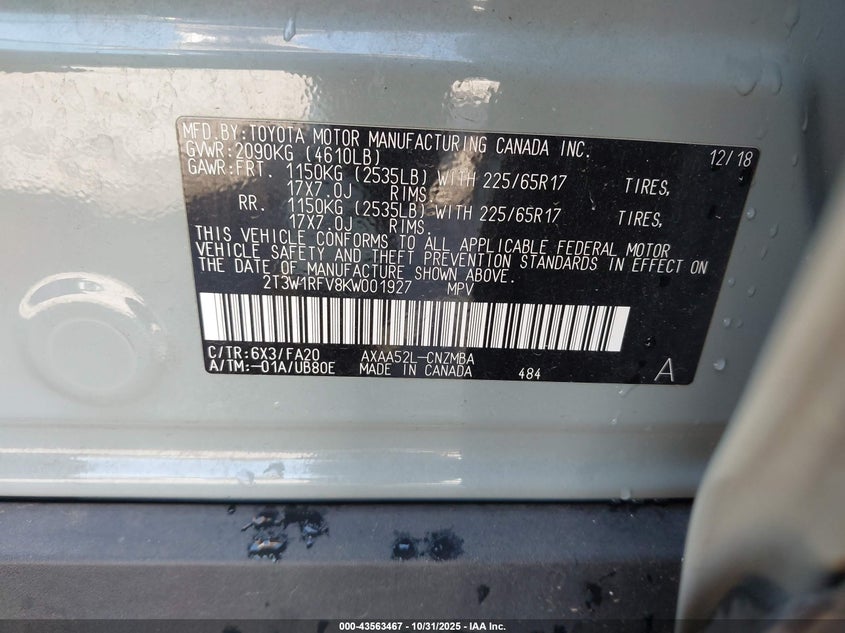 MFD.BY:TOYOTA MOTOR MANUFACTURING CANADA INC. 12/18
GVWR:2090KG (4610LB)
GAWR:FRT. 1150KG (2535LB) WITH 225/65R17 TIRES,
17X7.0J RIMS.
RR. 1150KG (2535LB) WITH 225/65R17 TIRES,
17X7.0J RIMS.
THIS VEHICLE CONFORMS TO ALL APPLICABLE FEDERAL MOTOR
VEHICLE SAFETY AND THEFT PREVENTION STANDARDS IN EFFECT ON
THE DATE OF MANUFACTURE SHOWN ABOVE.
2T3W1RFV8KW001927 MPV
C/TR:6X3/FA20 AXAA52L-CNZMBA
A/TM:-01A/UB80E MADE IN CANADA 484 A
000-43563467 - 10/31/2025 - IAA Inc.